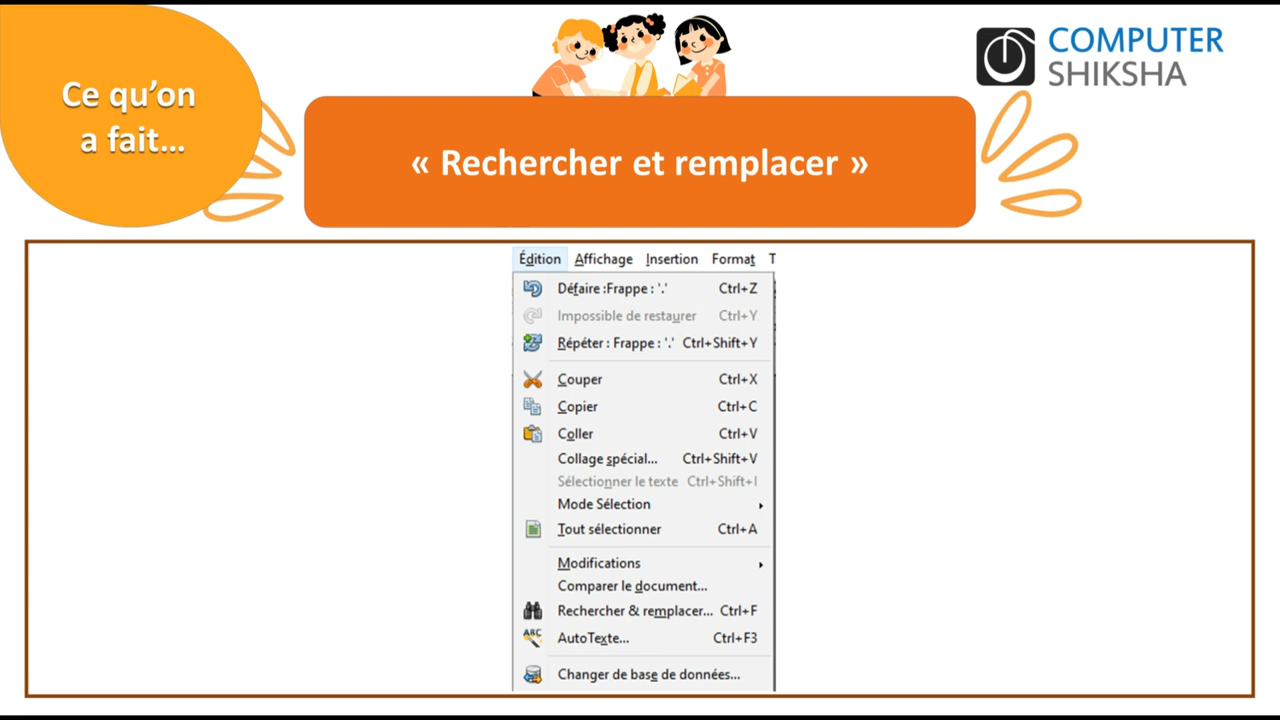 Ce qu’on
a fait...
COMPUTER
SHIKSHA
« Rechercher et remplacer »
Édition Affichage Insertion Format T
Défaire :Frappe : '.' Ctrl+Z
Impossible de restaurer Ctrl+Y
Répéter : Frappe : '.' Ctrl+Shift+Y
Couper Ctrl+X
Copier Ctrl+C
Coller Ctrl+V
Collage spécial... Ctrl+Shift+V
Sélectionner le texte Ctrl+Shift+I
Mode Sélection
Tout sélectionner Ctrl+A
Modifications
Comparer le document...
Rechercher & remplacer... Ctrl+F
ABC
AutoTexte... Ctrl+F3
Changer de base de données...